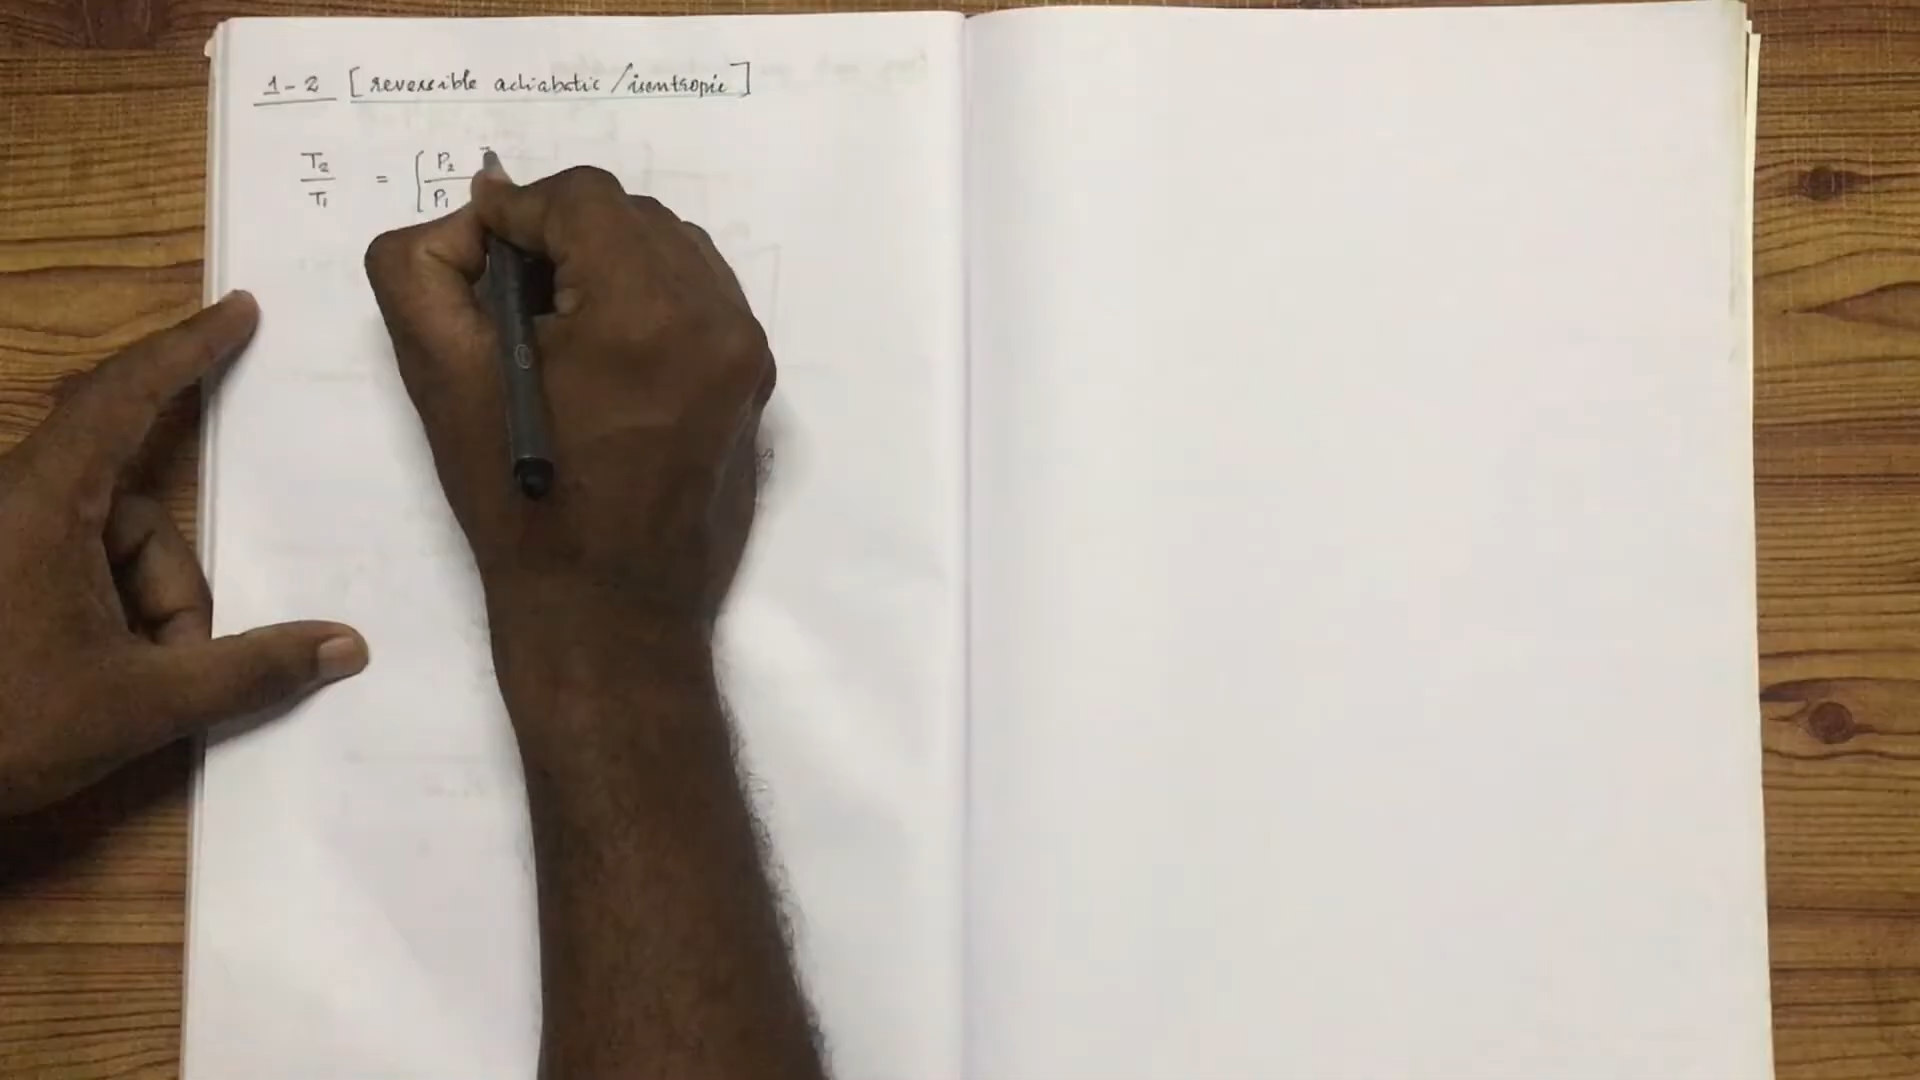 1-2 [reversible adiabatic/isentropic]
T₂/T₁ = [P₂/P₁